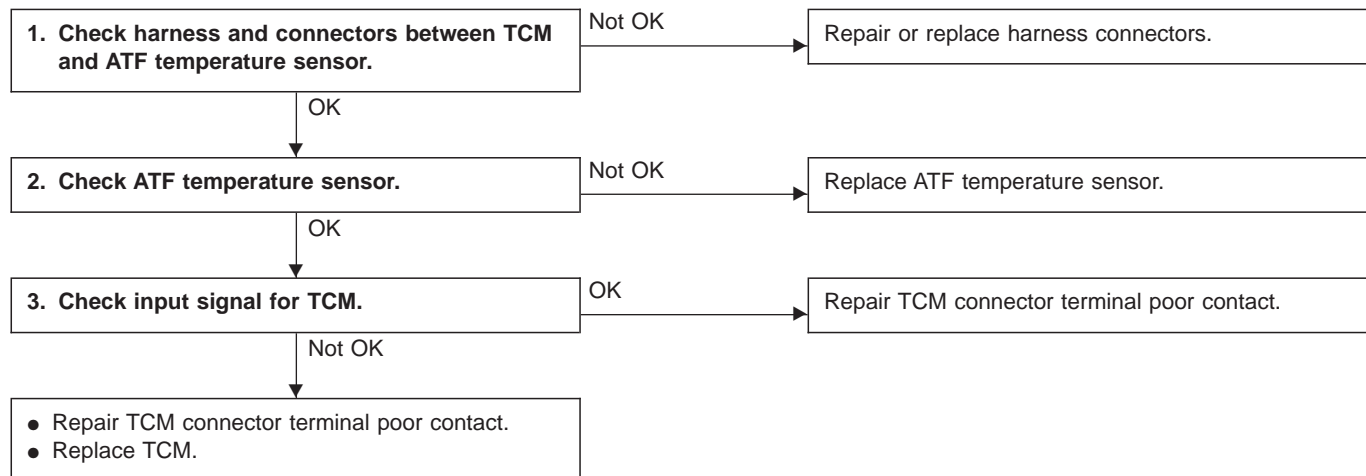 1. Check harness and connectors between TCM
and ATF temperature sensor.
Not OK
Repair or replace harness connectors.
OK
2. Check ATF temperature sensor.
Not OK
Replace ATF temperature sensor.
OK
3. Check input signal for TCM.
OK
Repair TCM connector terminal poor contact.
Not OK
● Repair TCM connector terminal poor contact.
● Replace TCM.